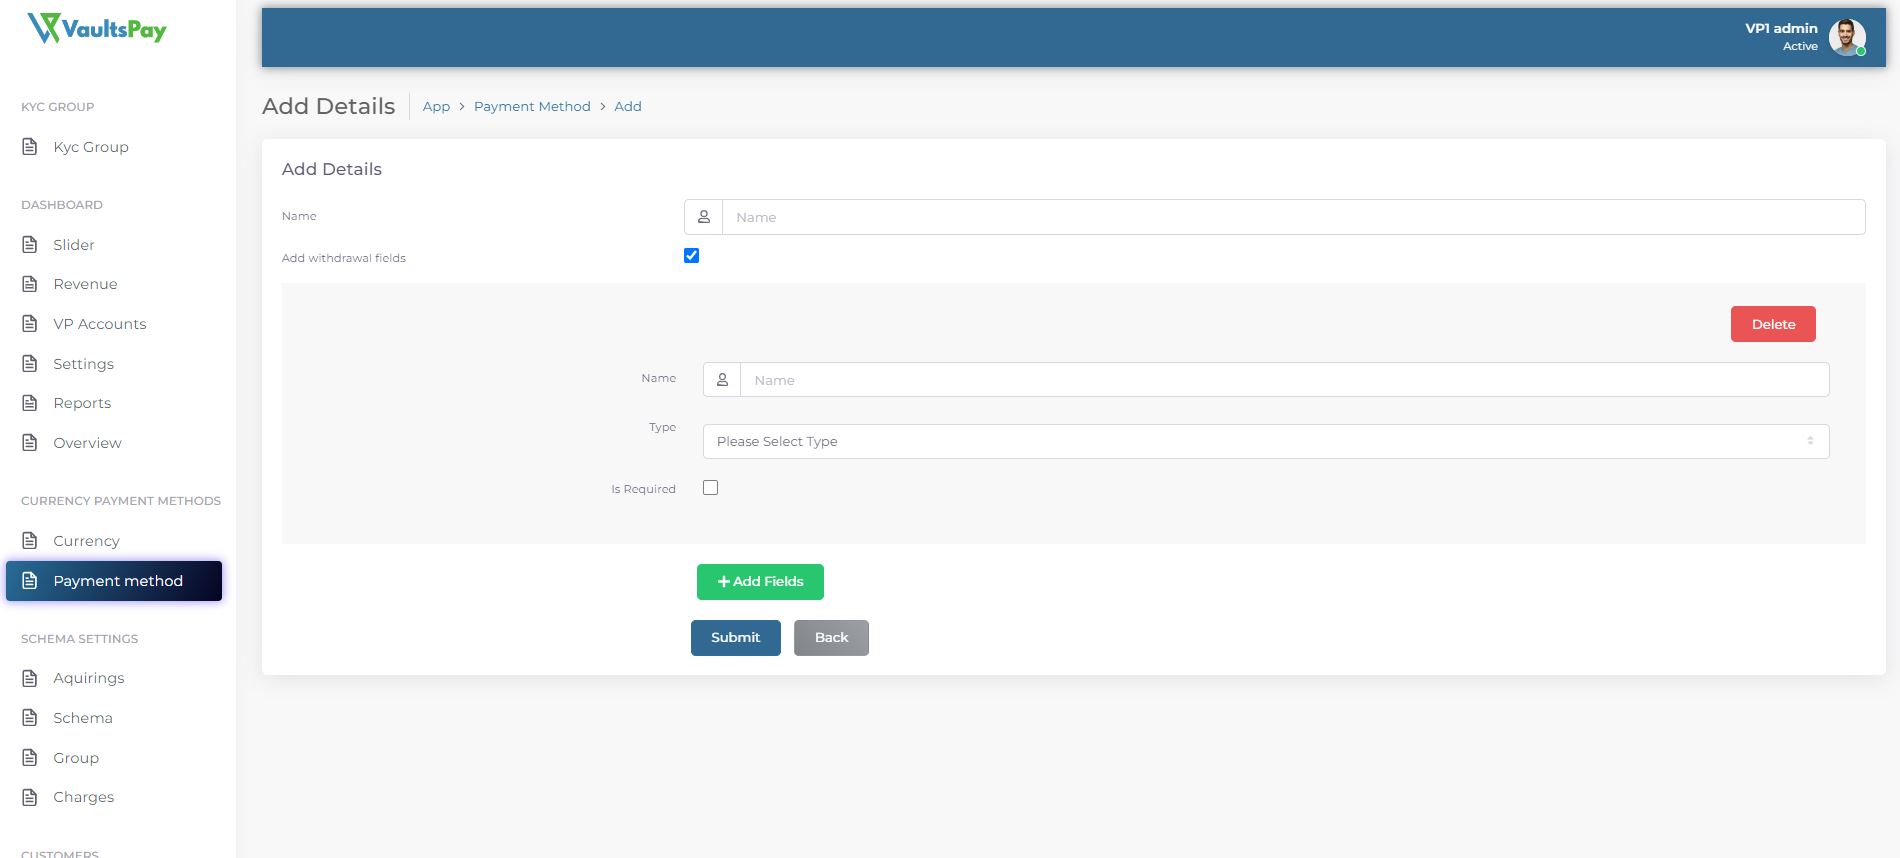 VaultsPay
VP1 admin
Active
KYC GROUP
Kyc Group
DASHBOARD
Slider
Revenue
VP Accounts
Settings
Reports
Overview
CURRENCY PAYMENT METHODS
Currency
Payment method
SCHEMA SETTINGS
Aquirings
Schema
Group
Charges
CUSTOMERS
Add Details
App > Payment Method > Add
Add Details
Name
Name
Add withdrawal fields
Delete
Name
Name
Type
Please Select Type
Is Required
+ Add Fields
Submit
Back